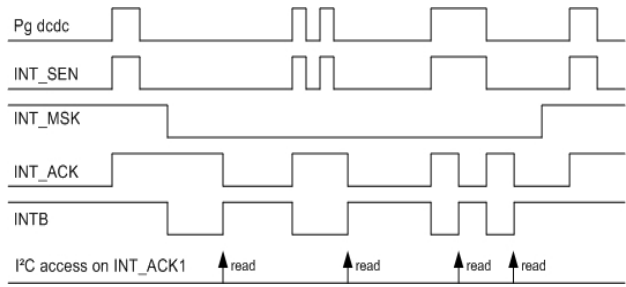 Pg dcdc
INT_SEN
INT_MSK
INT_ACK
INTB
I²C access on INT_ACK1 read read read read